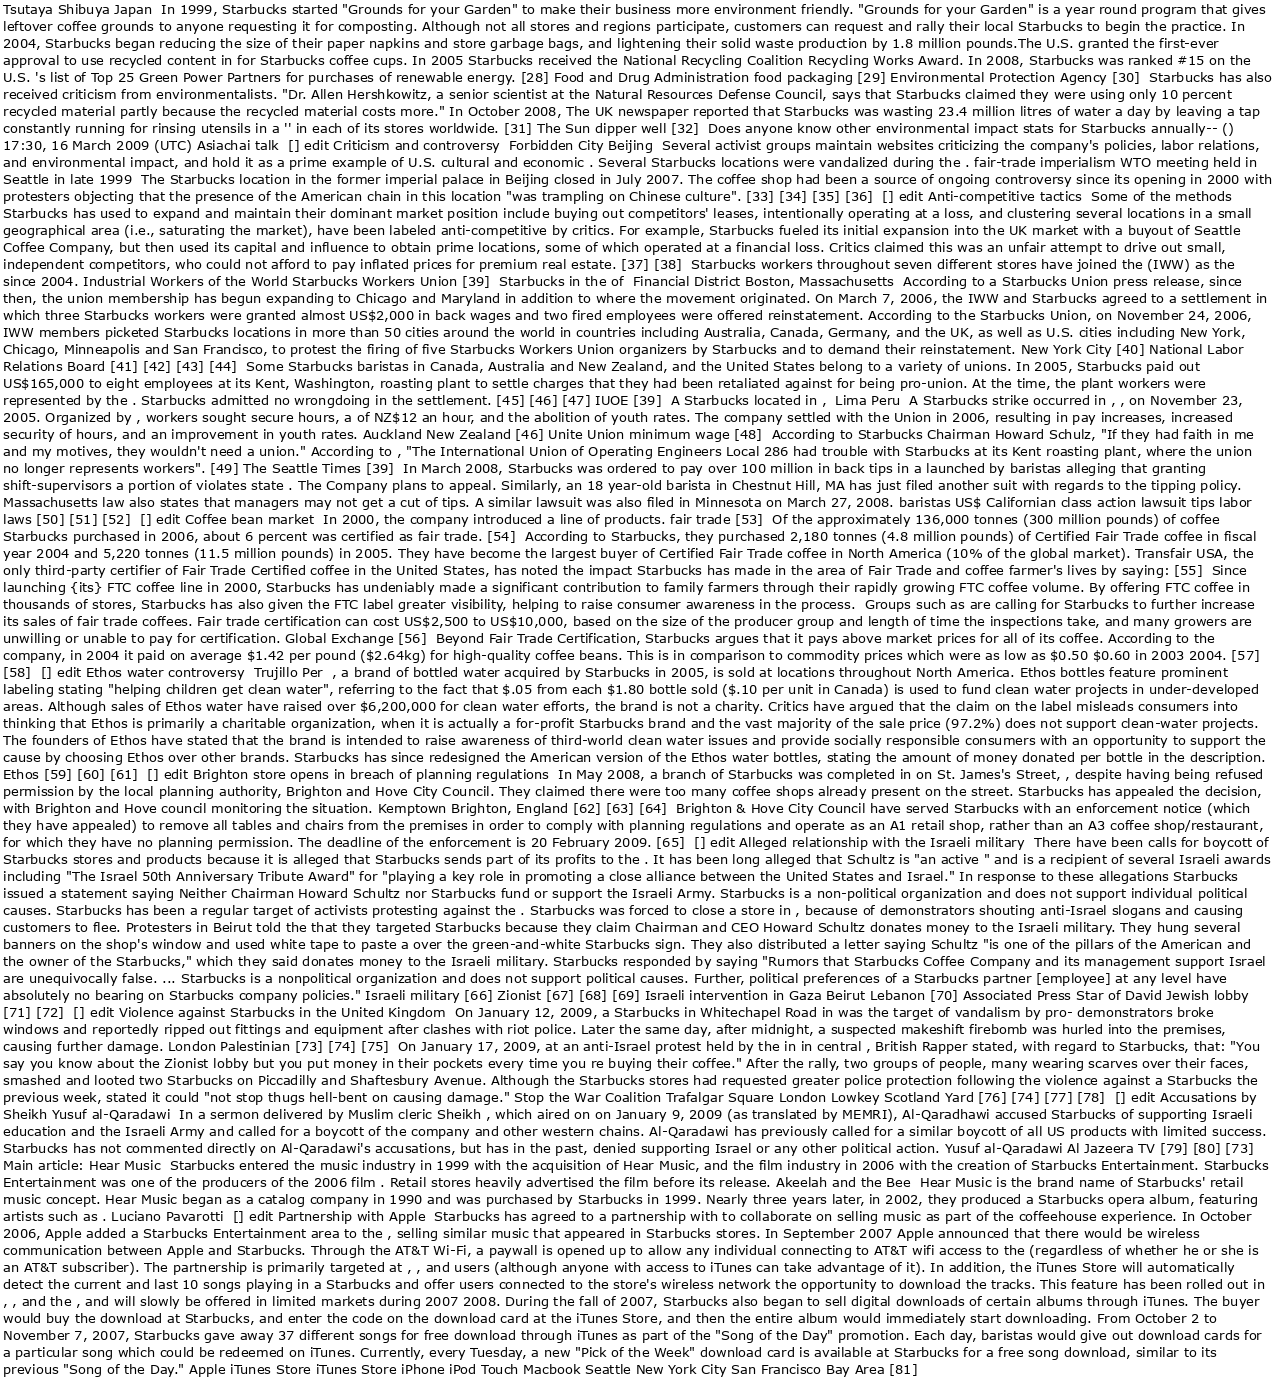 Tsutaya Shibuya Japan  In 1999, Starbucks started "Grounds for your Garden" to make their business more environment friendly. "Grounds for your Garden" is a year round program that gives
leftover coffee grounds to anyone requesting it for composting. Although not all stores and regions participate, customers can request and rally their local Starbucks to begin the practice. In
2004, Starbucks began reducing the size of their paper napkins and store garbage bags, and lightening their solid waste production by 1.8 million pounds.The U.S. granted the first-ever
approval to use recycled content in for Starbucks coffee cups. In 2005 Starbucks received the National Recycling Coalition Recycling Works Award. In 2008, Starbucks was ranked #15 on the
U.S. 's list of Top 25 Green Power Partners for purchases of renewable energy. [28] Food and Drug Administration food packaging [29] Environmental Protection Agency [30]  Starbucks has also
received criticism from environmentalists. "Dr. Allen Hershkowitz, a senior scientist at the Natural Resources Defense Council, says that Starbucks claimed they were using only 10 percent
recycled material partly because the recycled material costs more." In October 2008, The UK newspaper reported that Starbucks was wasting 23.4 million litres of water a day by leaving a tap
constantly running for rinsing utensils in a '' in each of its stores worldwide. [31] The Sun dipper well [32]  Does anyone know other environmental impact stats for Starbucks annually-- ()
17:30, 16 March 2009 (UTC) Asiachai talk  [] edit Criticism and controversy  Forbidden City Beijing  Several activist groups maintain websites criticizing the company's policies, labor relations,
and environmental impact, and hold it as a prime example of U.S. cultural and economic . Several Starbucks locations were vandalized during the . fair-trade imperialism WTO meeting held in
Seattle in late 1999  The Starbucks location in the former imperial palace in Beijing closed in July 2007. The coffee shop had been a source of ongoing controversy since its opening in 2000 with
protesters objecting that the presence of the American chain in this location "was trampling on Chinese culture". [33] [34] [35] [36]  [] edit Anti-competitive tactics  Some of the methods
Starbucks has used to expand and maintain their dominant market position include buying out competitors' leases, intentionally operating at a loss, and clustering several locations in a small
geographical area (i.e., saturating the market), have been labeled anti-competitive by critics. For example, Starbucks fueled its initial expansion into the UK market with a buyout of Seattle
Coffee Company, but then used its capital and influence to obtain prime locations, some of which operated at a financial loss. Critics claimed this was an unfair attempt to drive out small,
independent competitors, who could not afford to pay inflated prices for premium real estate. [37] [38]  Starbucks workers throughout seven different stores have joined the (IWW) as the
since 2004. Industrial Workers of the World Starbucks Workers Union [39]  Starbucks in the of  Financial District Boston, Massachusetts  According to a Starbucks Union press release, since
then, the union membership has begun expanding to Chicago and Maryland in addition to where the movement originated. On March 7, 2006, the IWW and Starbucks agreed to a settlement in
which three Starbucks workers were granted almost US$2,000 in back wages and two fired employees were offered reinstatement. According to the Starbucks Union, on November 24, 2006,
IWW members picketed Starbucks locations in more than 50 cities around the world in countries including Australia, Canada, Germany, and the UK, as well as U.S. cities including New York,
Chicago, Minneapolis and San Francisco, to protest the firing of five Starbucks Workers Union organizers by Starbucks and to demand their reinstatement. New York City [40] National Labor
Relations Board [41] [42] [43] [44]  Some Starbucks baristas in Canada, Australia and New Zealand, and the United States belong to a variety of unions. In 2005, Starbucks paid out
US$165,000 to eight employees at its Kent, Washington, roasting plant to settle charges that they had been retaliated against for being pro-union. At the time, the plant workers were
represented by the . Starbucks admitted no wrongdoing in the settlement. [45] [46] [47] IUOE [39]  A Starbucks located in ,  Lima Peru  A Starbucks strike occurred in , , on November 23,
2005. Organized by , workers sought secure hours, a of NZ$12 an hour, and the abolition of youth rates. The company settled with the Union in 2006, resulting in pay increases, increased
security of hours, and an improvement in youth rates. Auckland New Zealand [46] Unite Union minimum wage [48]  According to Starbucks Chairman Howard Schulz, "If they had faith in me
and my motives, they wouldn't need a union." According to , "The International Union of Operating Engineers Local 286 had trouble with Starbucks at its Kent roasting plant, where the union
no longer represents workers". [49] The Seattle Times [39]  In March 2008, Starbucks was ordered to pay over 100 million in back tips in a launched by baristas alleging that granting
shift-supervisors a portion of violates state . The Company plans to appeal. Similarly, an 18 year-old barista in Chestnut Hill, MA has just filed another suit with regards to the tipping policy.
Massachusetts law also states that managers may not get a cut of tips. A similar lawsuit was also filed in Minnesota on March 27, 2008. baristas US$ Californian class action lawsuit tips labor
laws [50] [51] [52]  [] edit Coffee bean market  In 2000, the company introduced a line of products. fair trade [53]  Of the approximately 136,000 tonnes (300 million pounds) of coffee
Starbucks purchased in 2006, about 6 percent was certified as fair trade. [54]  According to Starbucks, they purchased 2,180 tonnes (4.8 million pounds) of Certified Fair Trade coffee in fiscal
year 2004 and 5,220 tonnes (11.5 million pounds) in 2005. They have become the largest buyer of Certified Fair Trade coffee in North America (10% of the global market). Transfair USA, the
only third-party certifier of Fair Trade Certified coffee in the United States, has noted the impact Starbucks has made in the area of Fair Trade and coffee farmer's lives by saying: [55]  Since
launching {its} FTC coffee line in 2000, Starbucks has undeniably made a significant contribution to family farmers through their rapidly growing FTC coffee volume. By offering FTC coffee in
thousands of stores, Starbucks has also given the FTC label greater visibility, helping to raise consumer awareness in the process.  Groups such as are calling for Starbucks to further increase
its sales of fair trade coffees. Fair trade certification can cost US$2,500 to US$10,000, based on the size of the producer group and length of time the inspections take, and many growers are
unwilling or unable to pay for certification. Global Exchange [56]  Beyond Fair Trade Certification, Starbucks argues that it pays above market prices for all of its coffee. According to the
company, in 2004 it paid on average $1.42 per pound ($2.64kg) for high-quality coffee beans. This is in comparison to commodity prices which were as low as $0.50 $0.60 in 2003 2004. [57]
[58]  [] edit Ethos water controversy  Trujillo Per  , a brand of bottled water acquired by Starbucks in 2005, is sold at locations throughout North America. Ethos bottles feature prominent
labeling stating "helping children get clean water", referring to the fact that $.05 from each $1.80 bottle sold ($.10 per unit in Canada) is used to fund clean water projects in under-developed
areas. Although sales of Ethos water have raised over $6,200,000 for clean water efforts, the brand is not a charity. Critics have argued that the claim on the label misleads consumers into
thinking that Ethos is primarily a charitable organization, when it is actually a for-profit Starbucks brand and the vast majority of the sale price (97.2%) does not support clean-water projects.
The founders of Ethos have stated that the brand is intended to raise awareness of third-world clean water issues and provide socially responsible consumers with an opportunity to support the
cause by choosing Ethos over other brands. Starbucks has since redesigned the American version of the Ethos water bottles, stating the amount of money donated per bottle in the description.
Ethos [59] [60] [61]  [] edit Brighton store opens in breach of planning regulations  In May 2008, a branch of Starbucks was completed in on St. James's Street, , despite having being refused
permission by the local planning authority, Brighton and Hove City Council. They claimed there were too many coffee shops already present on the street. Starbucks has appealed the decision,
with Brighton and Hove council monitoring the situation. Kemptown Brighton, England [62] [63] [64]  Brighton & Hove City Council have served Starbucks with an enforcement notice (which
they have appealed) to remove all tables and chairs from the premises in order to comply with planning regulations and operate as an A1 retail shop, rather than an A3 coffee shop/restaurant,
for which they have no planning permission. The deadline of the enforcement is 20 February 2009. [65]  [] edit Alleged relationship with the Israeli military  There have been calls for boycott of
Starbucks stores and products because it is alleged that Starbucks sends part of its profits to the . It has been long alleged that Schultz is "an active " and is a recipient of several Israeli awards
including "The Israel 50th Anniversary Tribute Award" for "playing a key role in promoting a close alliance between the United States and Israel." In response to these allegations Starbucks
issued a statement saying Neither Chairman Howard Schultz nor Starbucks fund or support the Israeli Army. Starbucks is a non-political organization and does not support individual political
causes. Starbucks has been a regular target of activists protesting against the . Starbucks was forced to close a store in , because of demonstrators shouting anti-Israel slogans and causing
customers to flee. Protesters in Beirut told the that they targeted Starbucks because they claim Chairman and CEO Howard Schultz donates money to the Israeli military. They hung several
banners on the shop's window and used white tape to paste a over the green-and-white Starbucks sign. They also distributed a letter saying Schultz "is one of the pillars of the American and
the owner of the Starbucks," which they said donates money to the Israeli military. Starbucks responded by saying "Rumors that Starbucks Coffee Company and its management support Israel
are unequivocally false. ... Starbucks is a nonpolitical organization and does not support political causes. Further, political preferences of a Starbucks partner [employee] at any level have
absolutely no bearing on Starbucks company policies." Israeli military [66] Zionist [67] [68] [69] Israeli intervention in Gaza Beirut Lebanon [70] Associated Press Star of David Jewish lobby
[71] [72]  [] edit Violence against Starbucks in the United Kingdom  On January 12, 2009, a Starbucks in Whitechapel Road in was the target of vandalism by pro- demonstrators broke
windows and reportedly ripped out fittings and equipment after clashes with riot police. Later the same day, after midnight, a suspected makeshift firebomb was hurled into the premises,
causing further damage. London Palestinian [73] [74] [75]  On January 17, 2009, at an anti-Israel protest held by the in in central , British Rapper stated, with regard to Starbucks, that: "You
say you know about the Zionist lobby but you put money in their pockets every time you re buying their coffee." After the rally, two groups of people, many wearing scarves over their faces,
smashed and looted two Starbucks on Piccadilly and Shaftesbury Avenue. Although the Starbucks stores had requested greater police protection following the violence against a Starbucks the
previous week, stated it could "not stop thugs hell-bent on causing damage." Stop the War Coalition Trafalgar Square London Lowkey Scotland Yard [76] [74] [77] [78]  [] edit Accusations by
Sheikh Yusuf al-Qaradawi  In a sermon delivered by Muslim cleric Sheikh , which aired on on January 9, 2009 (as translated by MEMRI), Al-Qaradhawi accused Starbucks of supporting Israeli
education and the Israeli Army and called for a boycott of the company and other western chains. Al-Qaradawi has previously called for a similar boycott of all US products with limited success.
Starbucks has not commented directly on Al-Qaradawi's accusations, but has in the past, denied supporting Israel or any other political action. Yusuf al-Qaradawi Al Jazeera TV [79] [80] [73]
Main article: Hear Music  Starbucks entered the music industry in 1999 with the acquisition of Hear Music, and the film industry in 2006 with the creation of Starbucks Entertainment. Starbucks
Entertainment was one of the producers of the 2006 film . Retail stores heavily advertised the film before its release. Akeelah and the Bee  Hear Music is the brand name of Starbucks' retail
music concept. Hear Music began as a catalog company in 1990 and was purchased by Starbucks in 1999. Nearly three years later, in 2002, they produced a Starbucks opera album, featuring
artists such as . Luciano Pavarotti  [] edit Partnership with Apple  Starbucks has agreed to a partnership with to collaborate on selling music as part of the coffeehouse experience. In October
2006, Apple added a Starbucks Entertainment area to the , selling similar music that appeared in Starbucks stores. In September 2007 Apple announced that there would be wireless
communication between Apple and Starbucks. Through the AT&T Wi-Fi, a paywall is opened up to allow any individual connecting to AT&T wifi access to the (regardless of whether he or she is
an AT&T subscriber). The partnership is primarily targeted at , , and users (although anyone with access to iTunes can take advantage of it). In addition, the iTunes Store will automatically
detect the current and last 10 songs playing in a Starbucks and offer users connected to the store's wireless network the opportunity to download the tracks. This feature has been rolled out in
, , and the , and will slowly be offered in limited markets during 2007 2008. During the fall of 2007, Starbucks also began to sell digital downloads of certain albums through iTunes. The buyer
would buy the download at Starbucks, and enter the code on the download card at the iTunes Store, and then the entire album would immediately start downloading. From October 2 to
November 7, 2007, Starbucks gave away 37 different songs for free download through iTunes as part of the "Song of the Day" promotion. Each day, baristas would give out download cards for
a particular song which could be redeemed on iTunes. Currently, every Tuesday, a new "Pick of the Week" download card is available at Starbucks for a free song download, similar to its
previous "Song of the Day." Apple iTunes Store iTunes Store iPhone iPod Touch Macbook Seattle New York City San Francisco Bay Area [81]